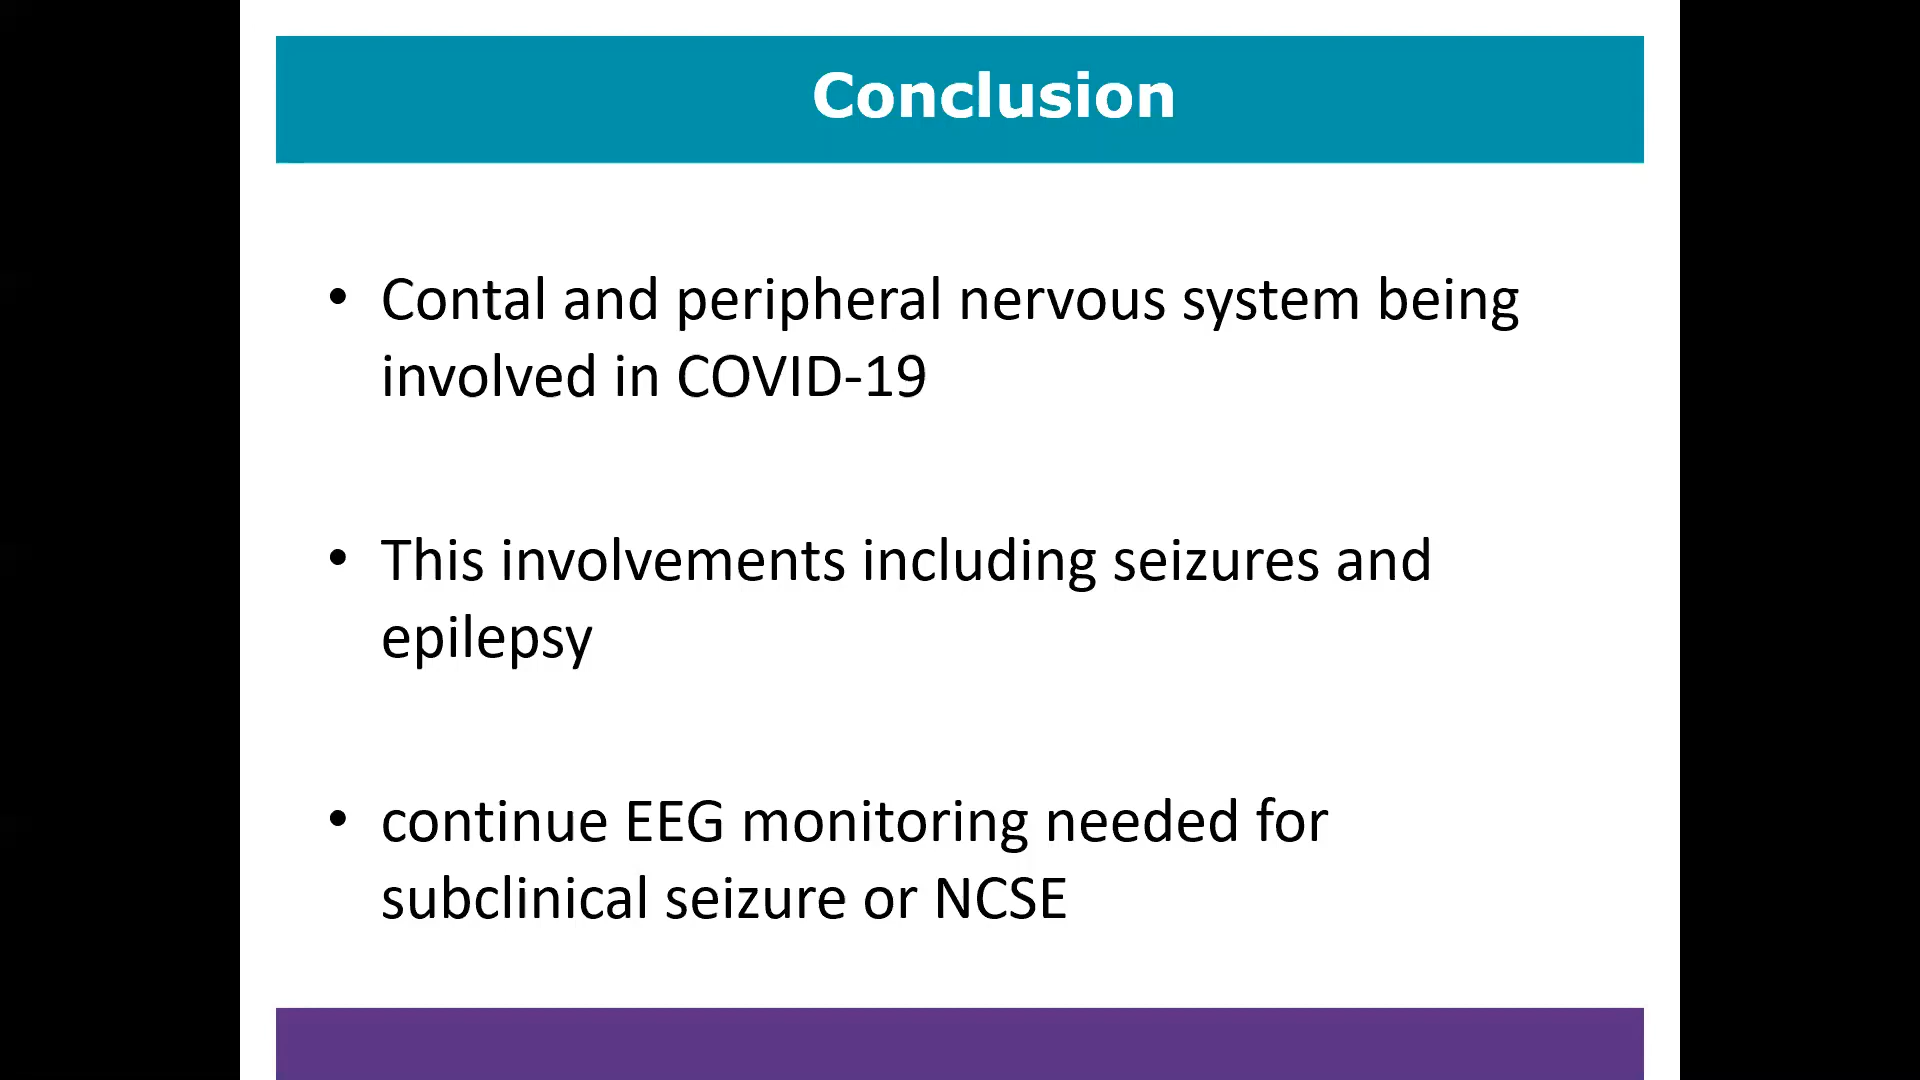 Conclusion
• Contal and peripheral nervous system being
involved in COVID-19
• This involvements including seizures and
epilepsy
• continue EEG monitoring needed for
subclinical seizure or NCSE